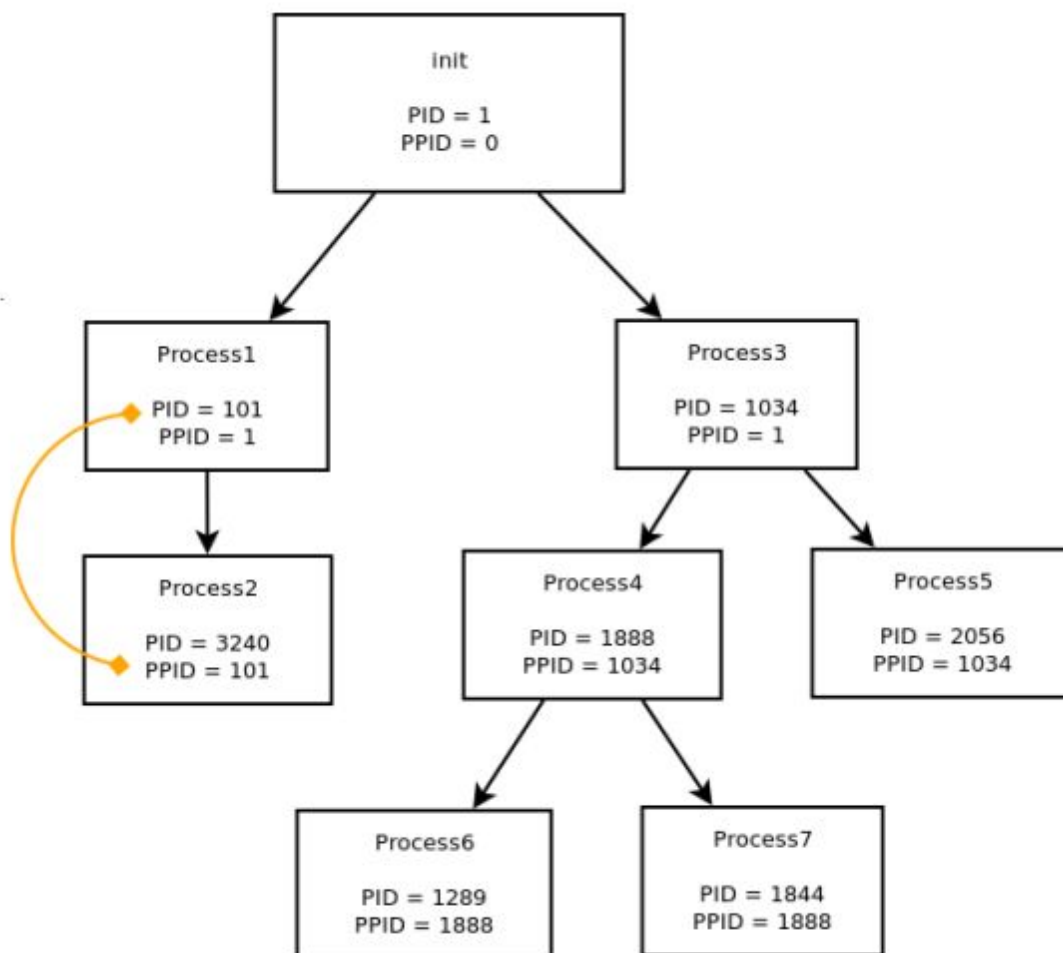 init
PID = 1
PPID = 0
Process1
PID = 101
PPID = 1
Process3
PID = 1034
PPID = 1
Process2
PID = 3240
PPID = 101
Process4
PID = 1888
PPID = 1034
Process5
PID = 2056
PPID = 1034
Process6
PID = 1289
PPID = 1888
Process7
PID = 1844
PPID = 1888